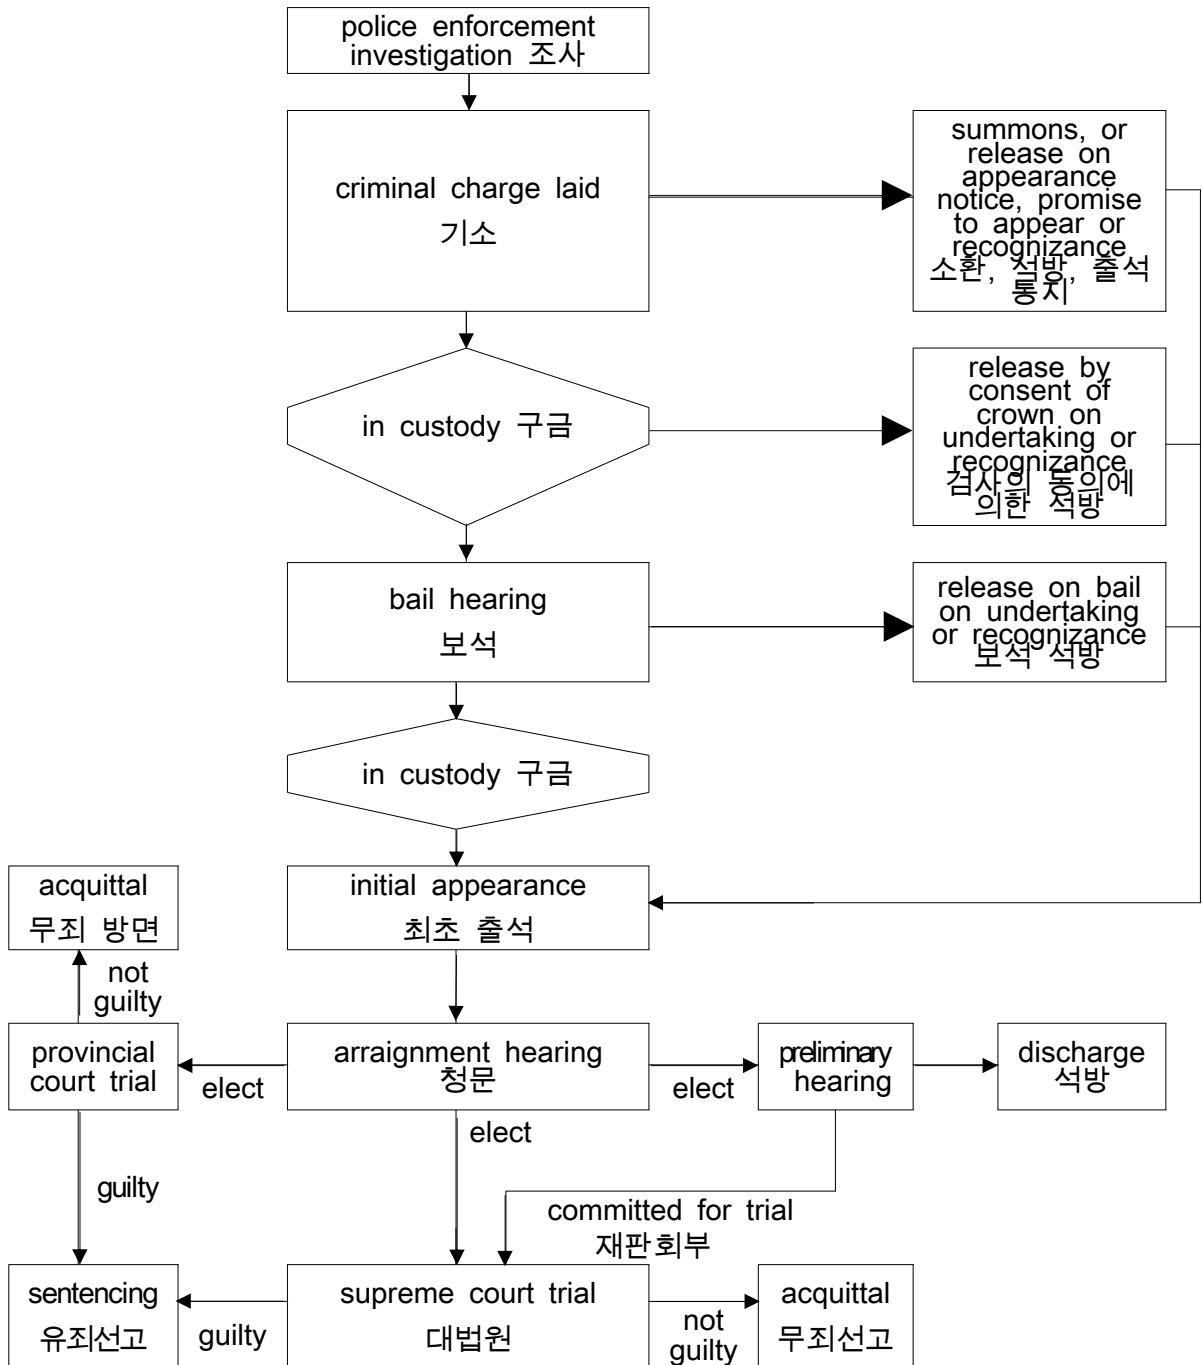 police enforcement
investigation 조사
criminal charge laid
기소
summons, or
release on
appearance
notice, promise
to appear or
recognizance
소환, 석방, 출석
통지
in custody 구금
release by
consent of
crown on
undertaking or
recognizance
검사의 동의에
의한 석방
bail hearing
보석
release on bail
on undertaking
or recognizance
보석 석방
in custody 구금
acquittal
무죄 방면
initial appearance
최초 출석
not
guilty
provincial
court trial
elect
arraignment hearing
청문
elect
preliminary
hearing
discharge
석방
elect
guilty
committed for trial
재판회부
sentencing
유죄선고
guilty
supreme court trial
대법원
not
guilty
acquittal
무죄선고